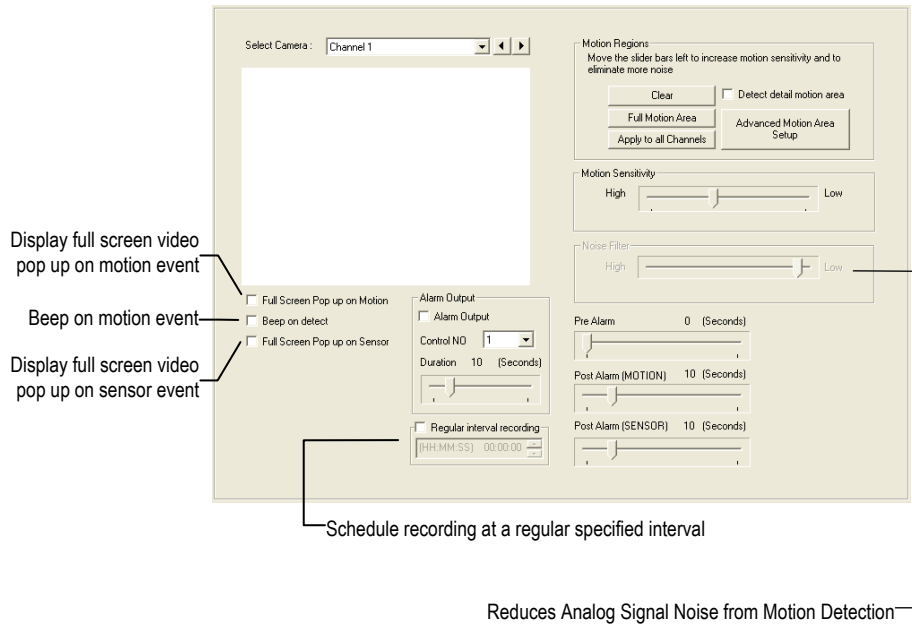 Select Camera :
Channel 1
Motion Regions
Move the slider bars left to increase motion sensitivity and to
eliminate more noise
Clear
Detect detail motion area
Full Motion Area
Advanced Motion Area
Setup
Apply to all Channels
Motion Sensitivity
High
Low
Noise Filter
High
Low
Display full screen video
pop up on motion event
Beep on motion event
Display full screen video
pop up on sensor event
Full Screen Pop up on Motion
Beep on detect
Full Screen Pop up on Sensor
Alarm Output
Alarm Output
Control NO 1
Duration 10 (Seconds)
Regular interval recording
(HH:MM:SS) 00:00:00
Pre Alarm 0 (Seconds)
Post Alarm (MOTION) 10 (Seconds)
Post Alarm (SENSOR) 10 (Seconds)
Schedule recording at a regular specified interval
Reduces Analog Signal Noise from Motion Detection